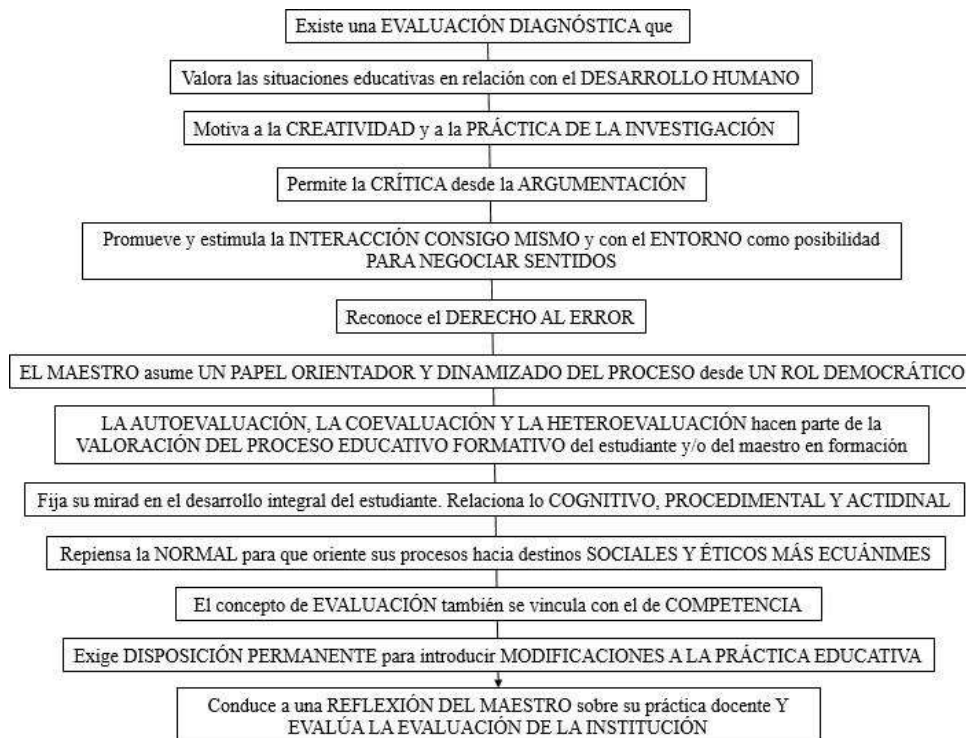 Existe una EVALUACIÓN DIAGNÓSTICA que
Valora las situaciones educativas en relación con el DESARROLLO HUMANO
Motiva a la CREATIVIDAD y a la PRÁCTICA DE LA INVESTIGACIÓN
Permite la CRÍTICA desde la ARGUMENTACIÓN
Promueve y estimula la INTERACCIÓN CONSIGO MISMO y con el ENTORNO como posibilidad
PARA NEGOCIAR SENTIDOS
Reconoce el DERECHO AL ERROR
EL MAESTRO asume UN PAPEL ORIENTADOR Y DINAMIZADO DEL PROCESO desde UN ROL DEMOCRÁTICO
LA AUTOEVALUACIÓN, LA COEVALUACIÓN Y LA HETEROEVALUACIÓN hacen parte de la
VALORACIÓN DEL PROCESO EDUCATIVO FORMATIVO del estudiante y/o del maestro en formación
Fija su mirad en el desarrollo integral del estudiante. Relaciona lo COGNITIVO, PROCEDIMENTAL Y ACTIDINAL
Repiensa la NORMAL para que oriente sus procesos hacia destinos SOCIALES Y ÉTICOS MÁS ECUÁNIMES
El concepto de EVALUACIÓN también se vincula con el de COMPETENCIA
Exige DISPOSICIÓN PERMANENTE para introducir MODIFICACIONES A LA PRÁCTICA EDUCATIVA
Conduce a una REFLEXIÓN DEL MAESTRO sobre su práctica docente Y
EVALÚA LA EVALUACIÓN DE LA INSTITUCIÓN